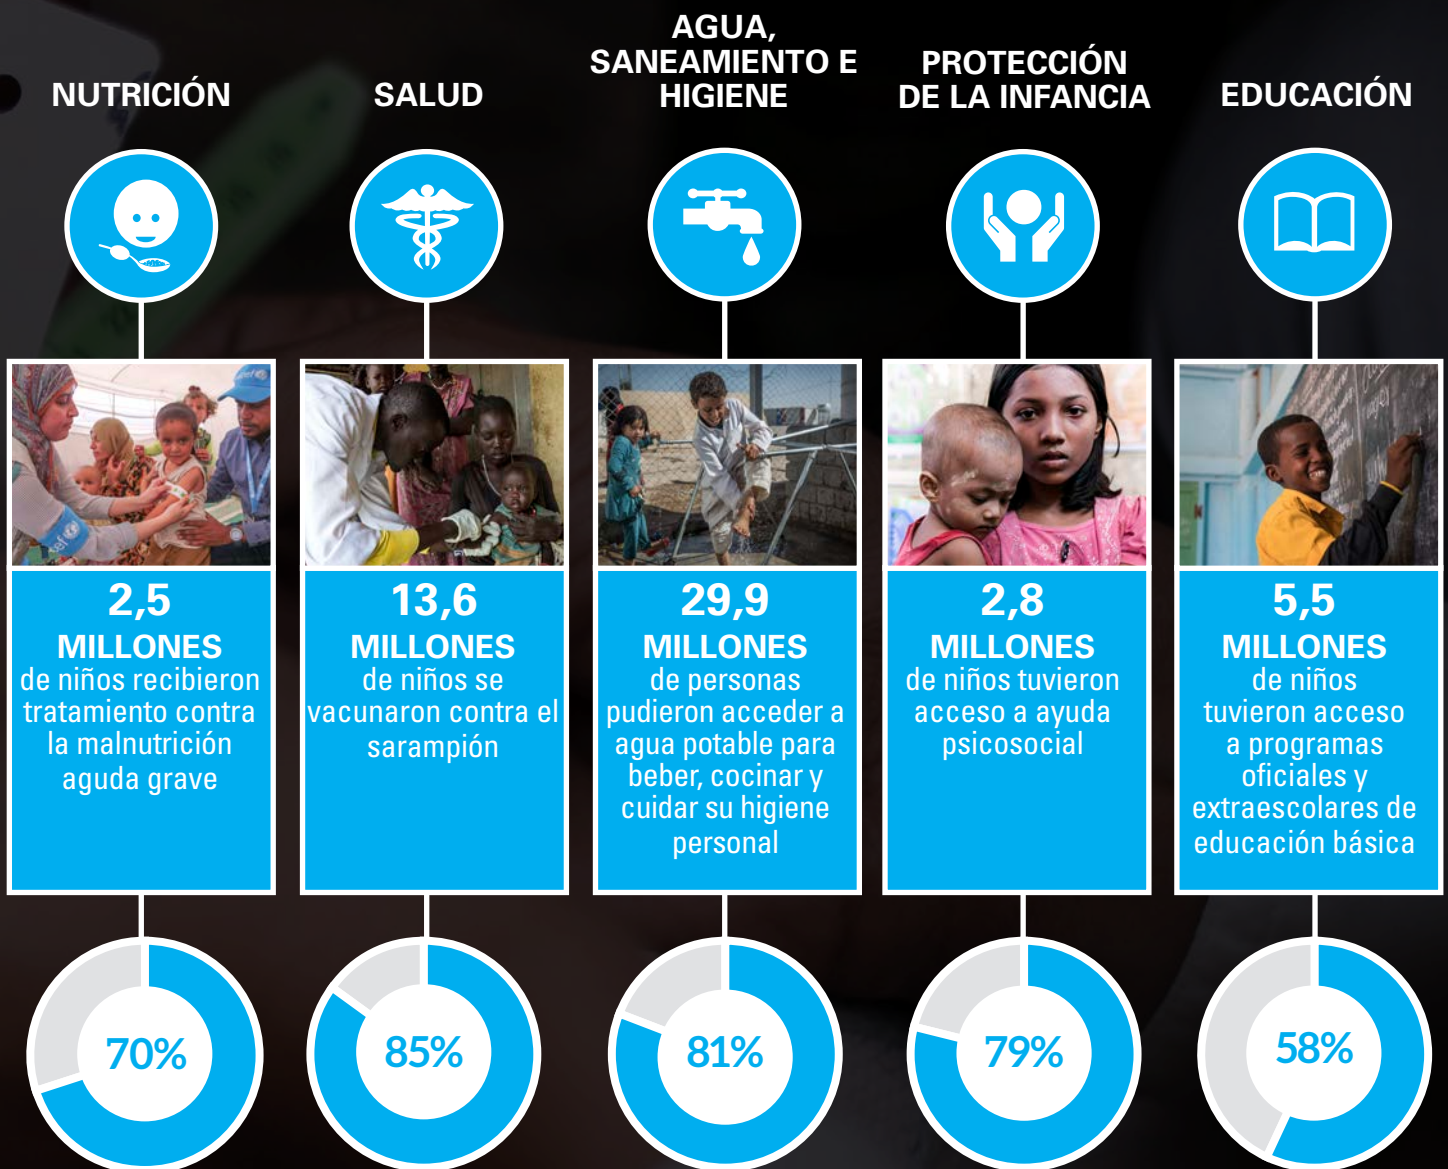 NUTRICIÓN
SALUD
AGUA,
SANEAMIENTO E
HIGIENE
PROTECCIÓN
DE LA INFANCIA
EDUCACIÓN
2,5
MILLONES
de niños recibieron
tratamiento contra
la malnutrición
aguda grave
13,6
MILLONES
de niños se
vacunaron contra el
sarampión
29,9
MILLONES
de personas
pudieron acceder a
agua potable para
beber, cocinar y
cuidar su higiene
personal
2,8
MILLONES
de niños tuvieron
acceso a ayuda
psicosocial
5,5
MILLONES
de niños
tuvieron acceso
a programas
oficiales y
extraescolares de
educación básica
70%
85%
81%
79%
58%